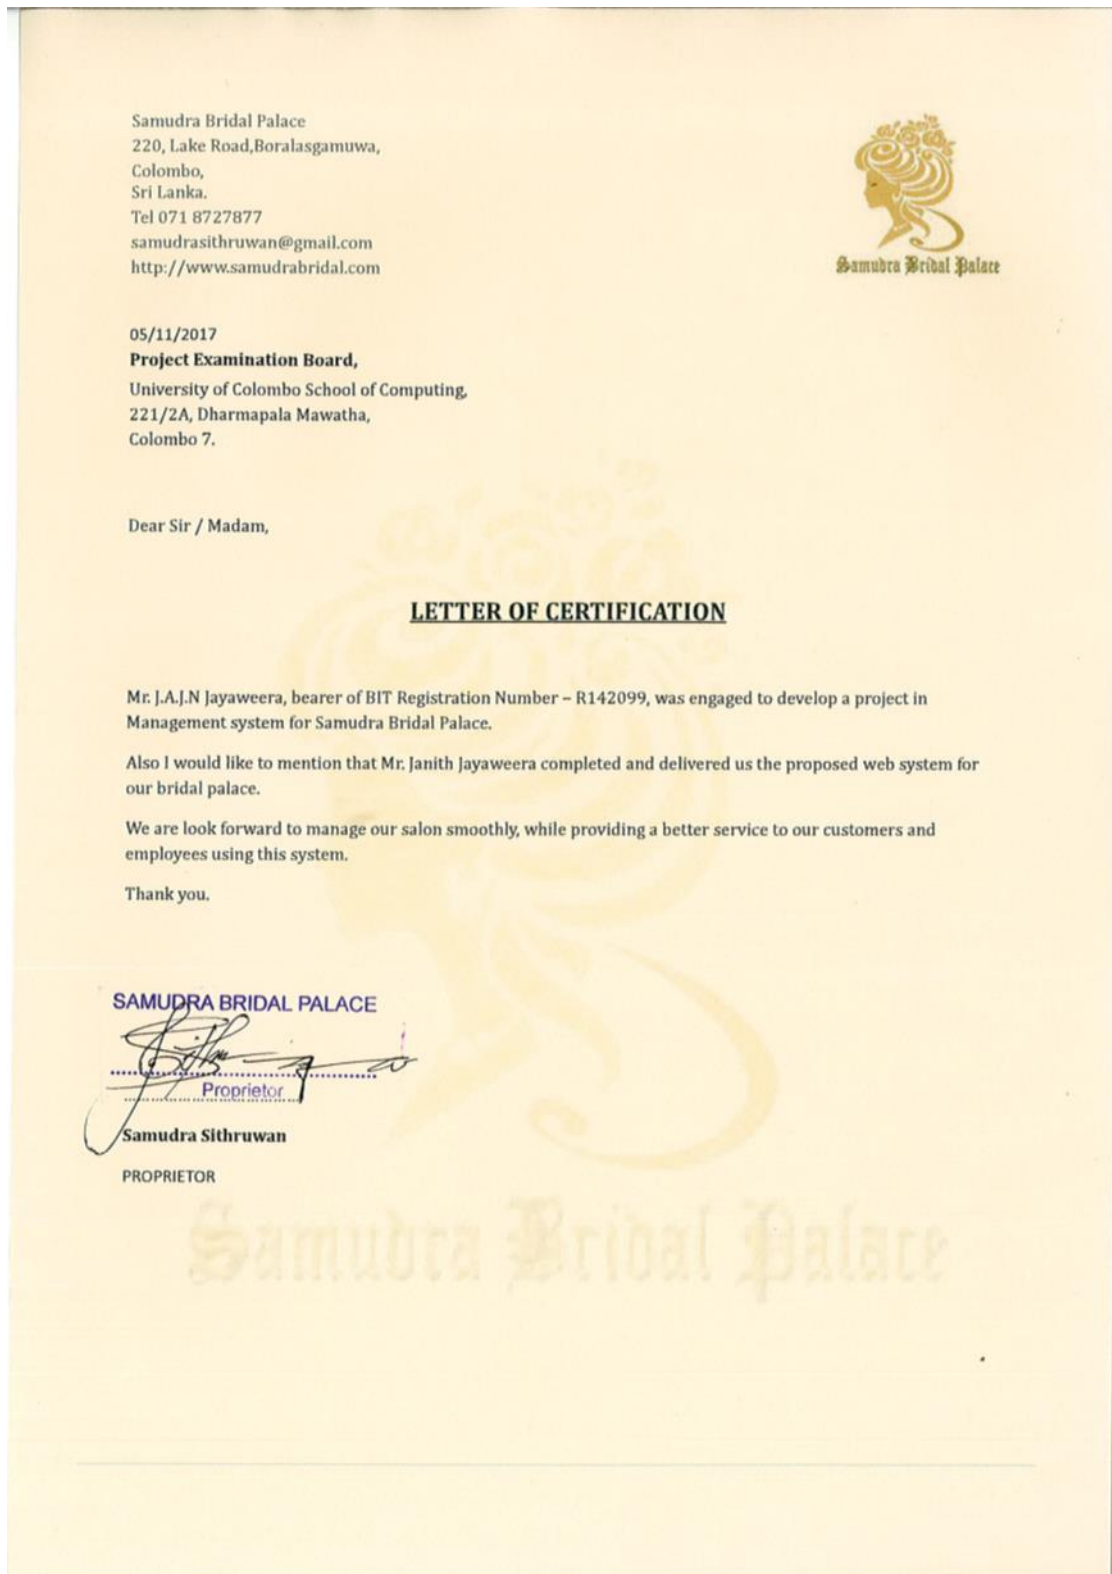 Samudra Bridal Palace
220, Lake Road,Boralasgamuwa,
Colombo,
Sri Lanka.
Tel 071 8727877
samudrasithruwan@gmail.com
http://www.samudrabridal.com
Samudra Bridal Palace
05/11/2017
Project Examination Board,
University of Colombo School of Computing,
221/2A, Dharmapala Mawatha,
Colombo 7.
Dear Sir / Madam,
LETTER OF CERTIFICATION
Mr. J.A.J.N Jayaweera, bearer of BIT Registration Number – R142099, was engaged to develop a project in
Management system for Samudra Bridal Palace.
Also I would like to mention that Mr. Janith Jayaweera completed and delivered us the proposed web system for
our bridal palace.
We are look forward to manage our salon smoothly, while providing a better service to our customers and
employees using this system.
Thank you.
SAMUDRA BRIDAL PALACE
Proprietor
Samudra Sithruwan
PROPRIETOR
Samudra Bridal Palace